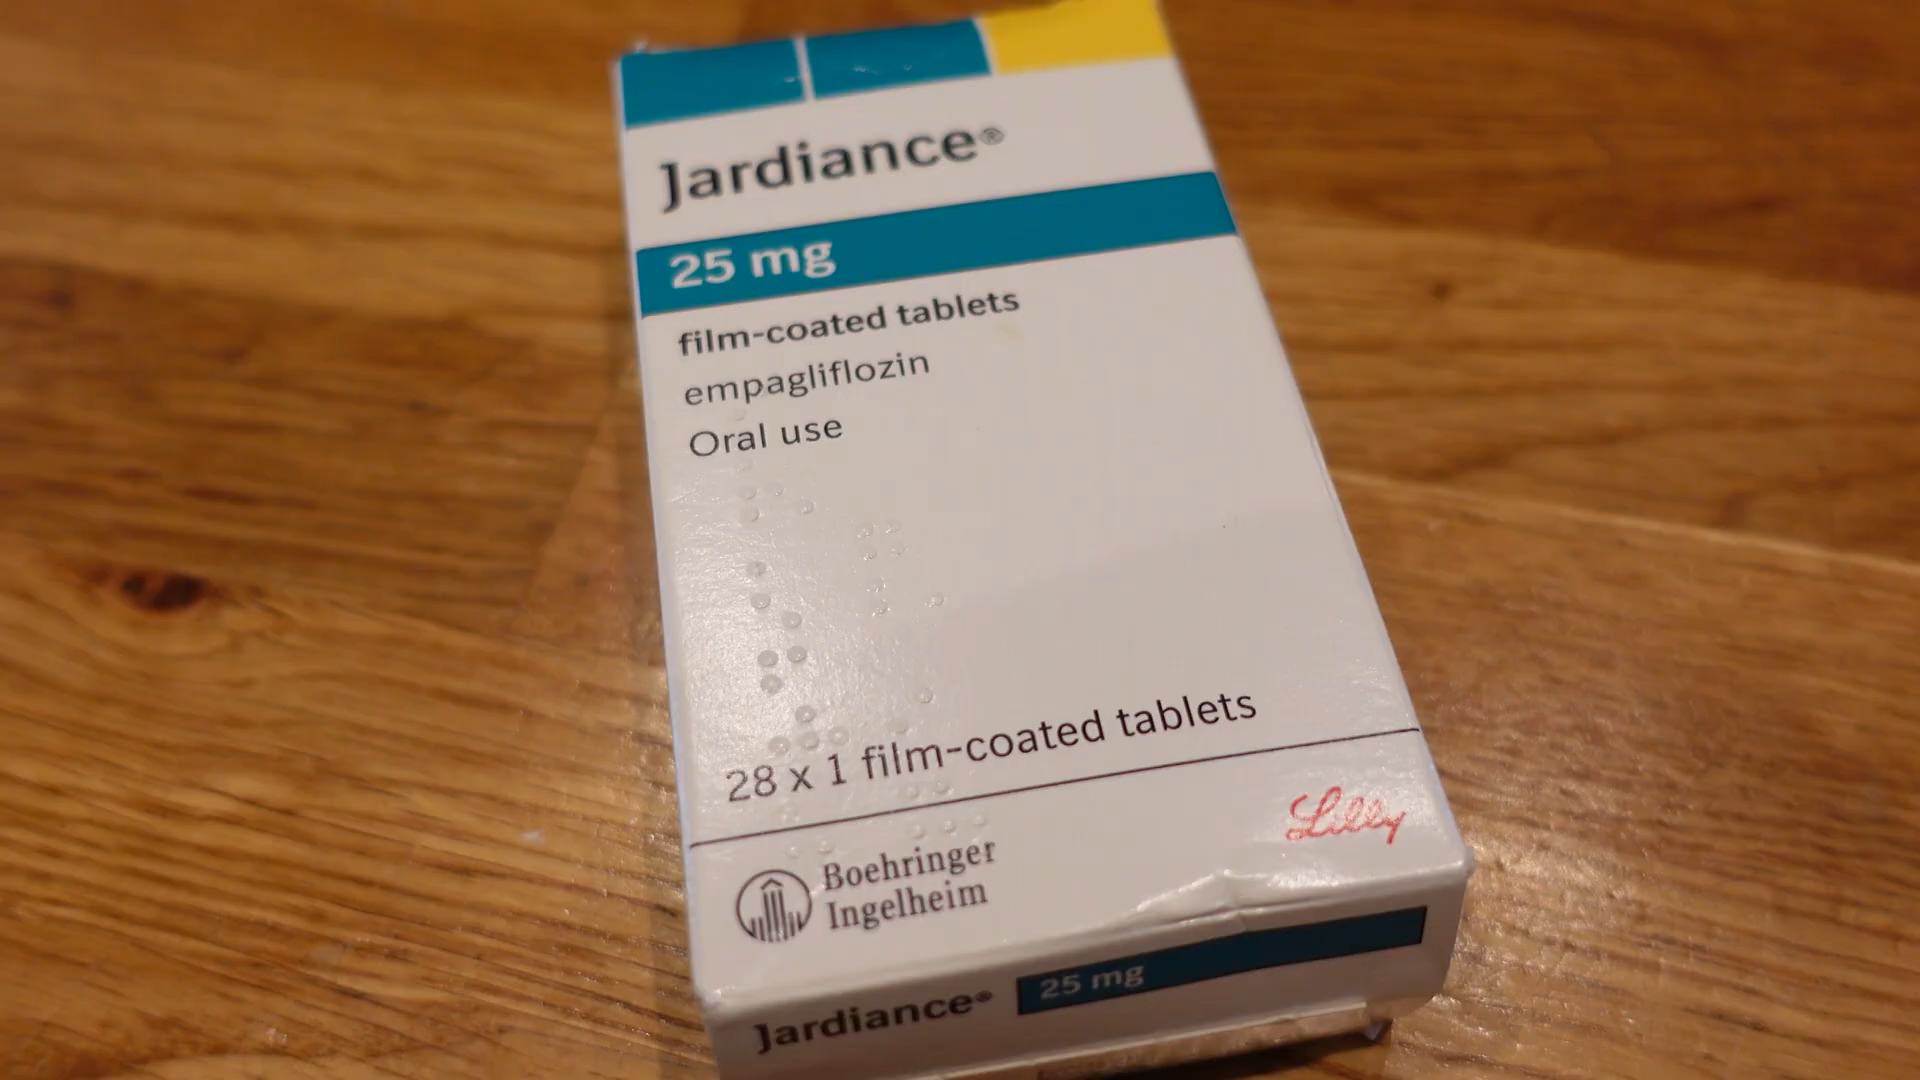 Jardiance®
25 mg
film-coated tablets
empagliflozin
Oral use
28 x 1 film-coated tablets
Lilly
Boehringer
Ingelheim
Jardiance® 25 mg